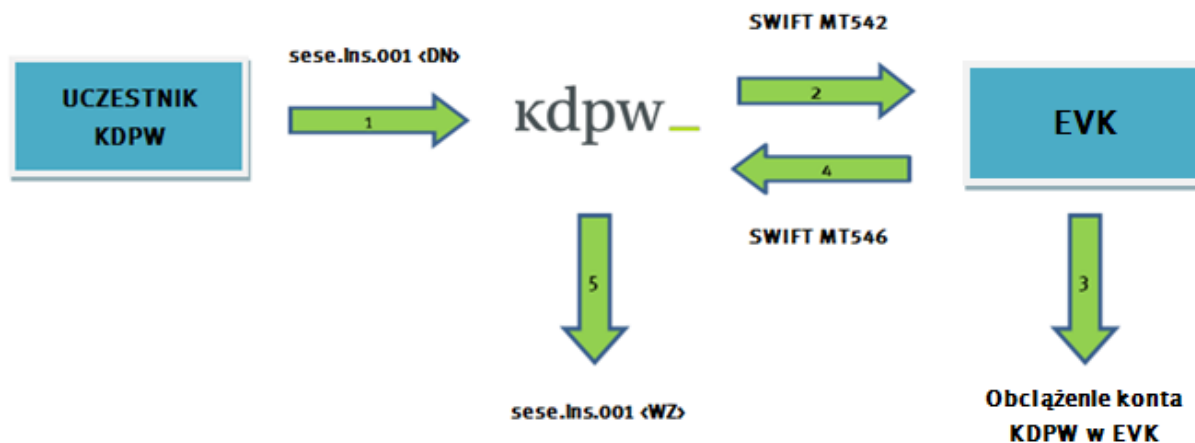 SWIFT MT542
sese.Ins.001 <DN>
UCZESTNIK
KDPW
1
кdpw_
2
EVK
4
SWIFT MT546
5
3
sese.Ins.001 <WZ>
Obciążenie konta
KDPW w EVK